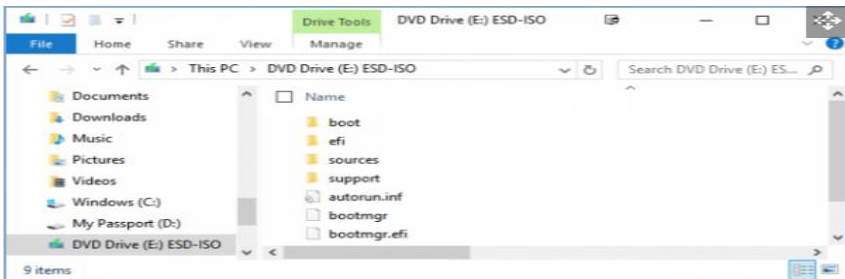 Drive Tools DVD Drive (E:) ESD-ISO
File Home Share View Manage
This PC > DVD Drive (E:) ESD-ISO Search DVD Drive (E:) ES...
Documents
Downloads
Music
Pictures
Videos
Windows (C:)
My Passport (D:)
DVD Drive (E:) ESD-ISO
Name
boot
efi
sources
support
autorun.inf
bootmgr
bootmgr.efi
9 items